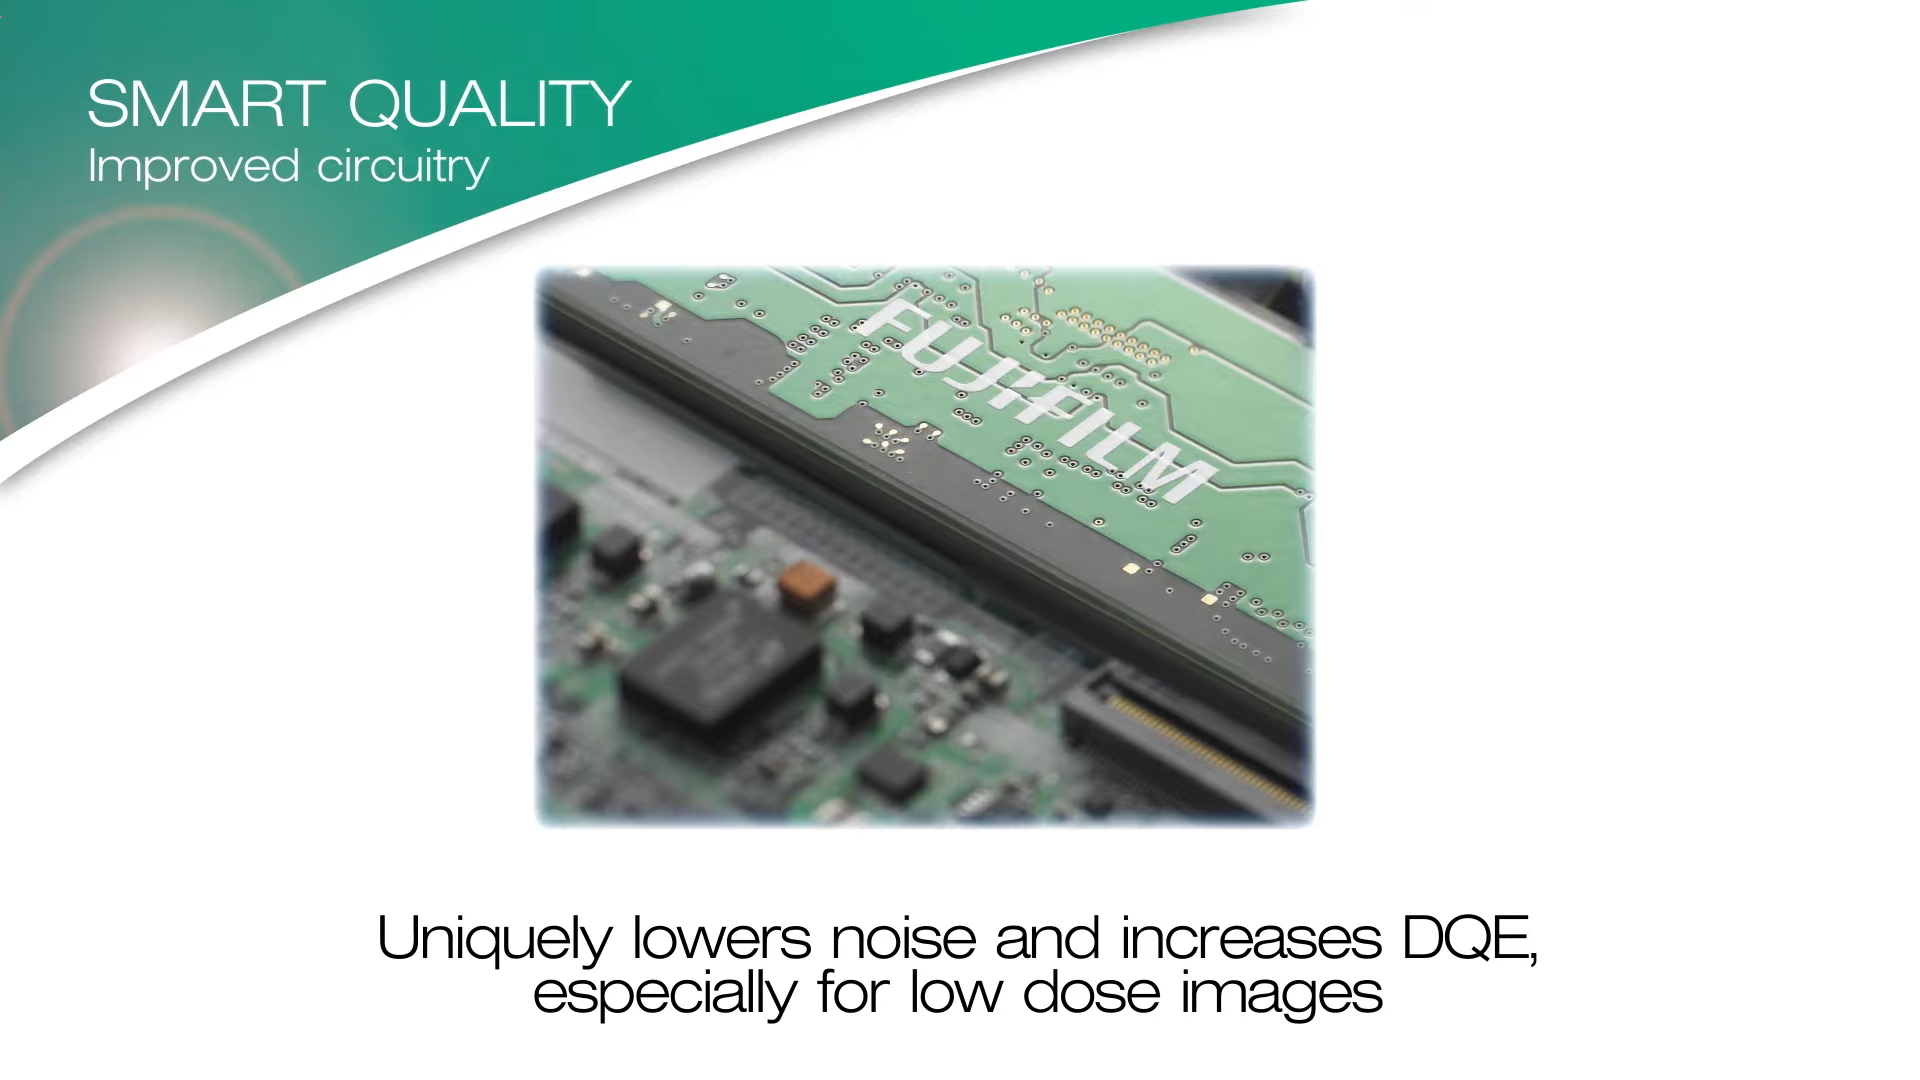 SMART QUALITY
Improved circuitry
FUJIFILM
Uniquely lowers noise and increases DQE,
especially for low dose images